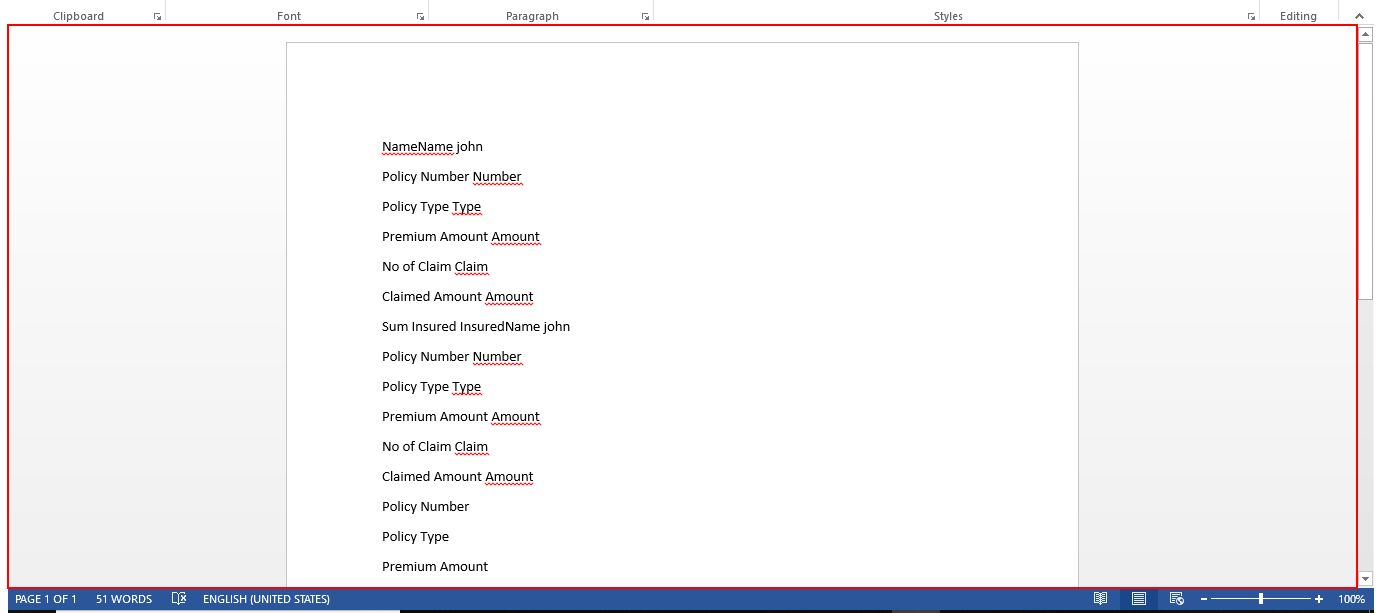 Clipboard Font Paragraph Styles Editing
NameName john
Policy Number Number
Policy Type Type
Premium Amount Amount
No of Claim Claim
Claimed Amount Amount
Sum Insured InsuredName john
Policy Number Number
Policy Type Type
Premium Amount Amount
No of Claim Claim
Claimed Amount Amount
Policy Number
Policy Type
Premium Amount
PAGE 1 OF 1 51 WORDS ENGLISH (UNITED STATES) 100%